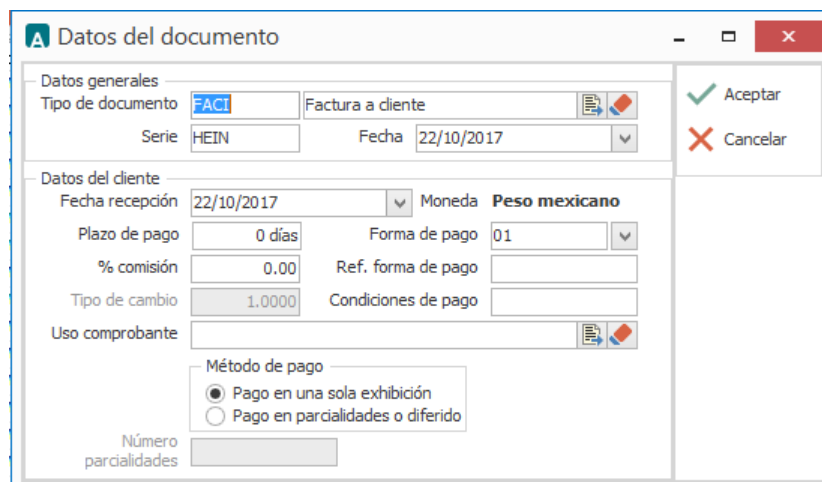 Datos del documento
Datos generales
Tipo de documento FACI Factura a cliente
Aceptar
Serie HEIN Fecha 22/10/2017
Cancelar
Datos del cliente
Fecha recepción 22/10/2017 Moneda Peso mexicano
Plazo de pago 0 días Forma de pago 01
% comisión 0.00 Ref. forma de pago
Tipo de cambio 1.0000 Condiciones de pago
Uso comprobante
Método de pago
Pago en una sola exhibición
Pago en parcialidades o diferido
Número
parcialidades